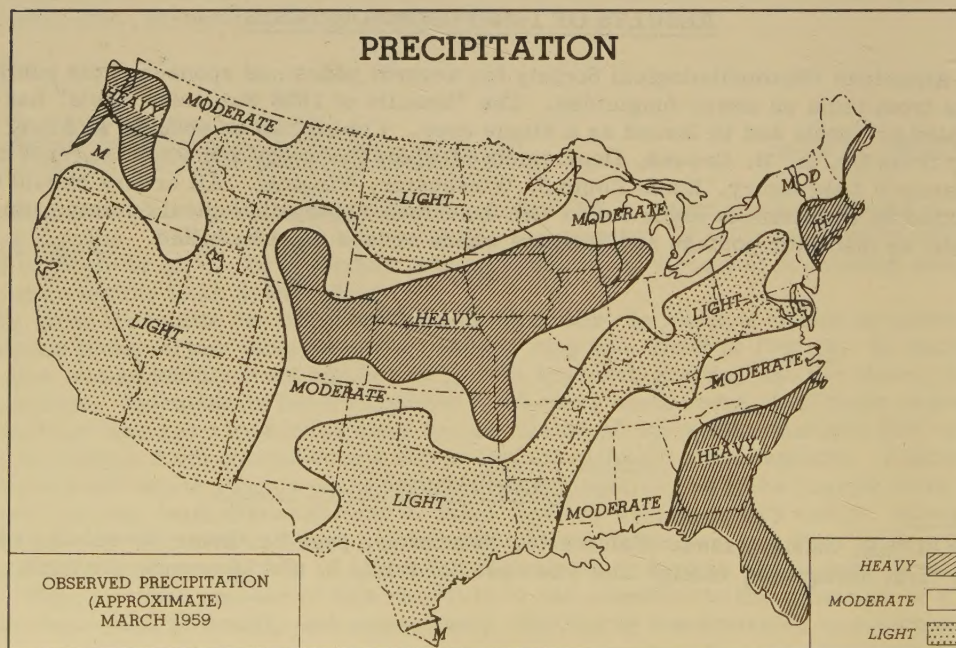 PRECIPITATION
HEAVY
MODERATE
M
LIGHT
MODERATE
MOD
H
LIGHT
HEAVY
LIGHT
MODERATE
MODERATE
HEAVY
LIGHT
MODERATE
M
OBSERVED PRECIPITATION
(APPROXIMATE)
MARCH 1959
HEAVY
MODERATE
LIGHT